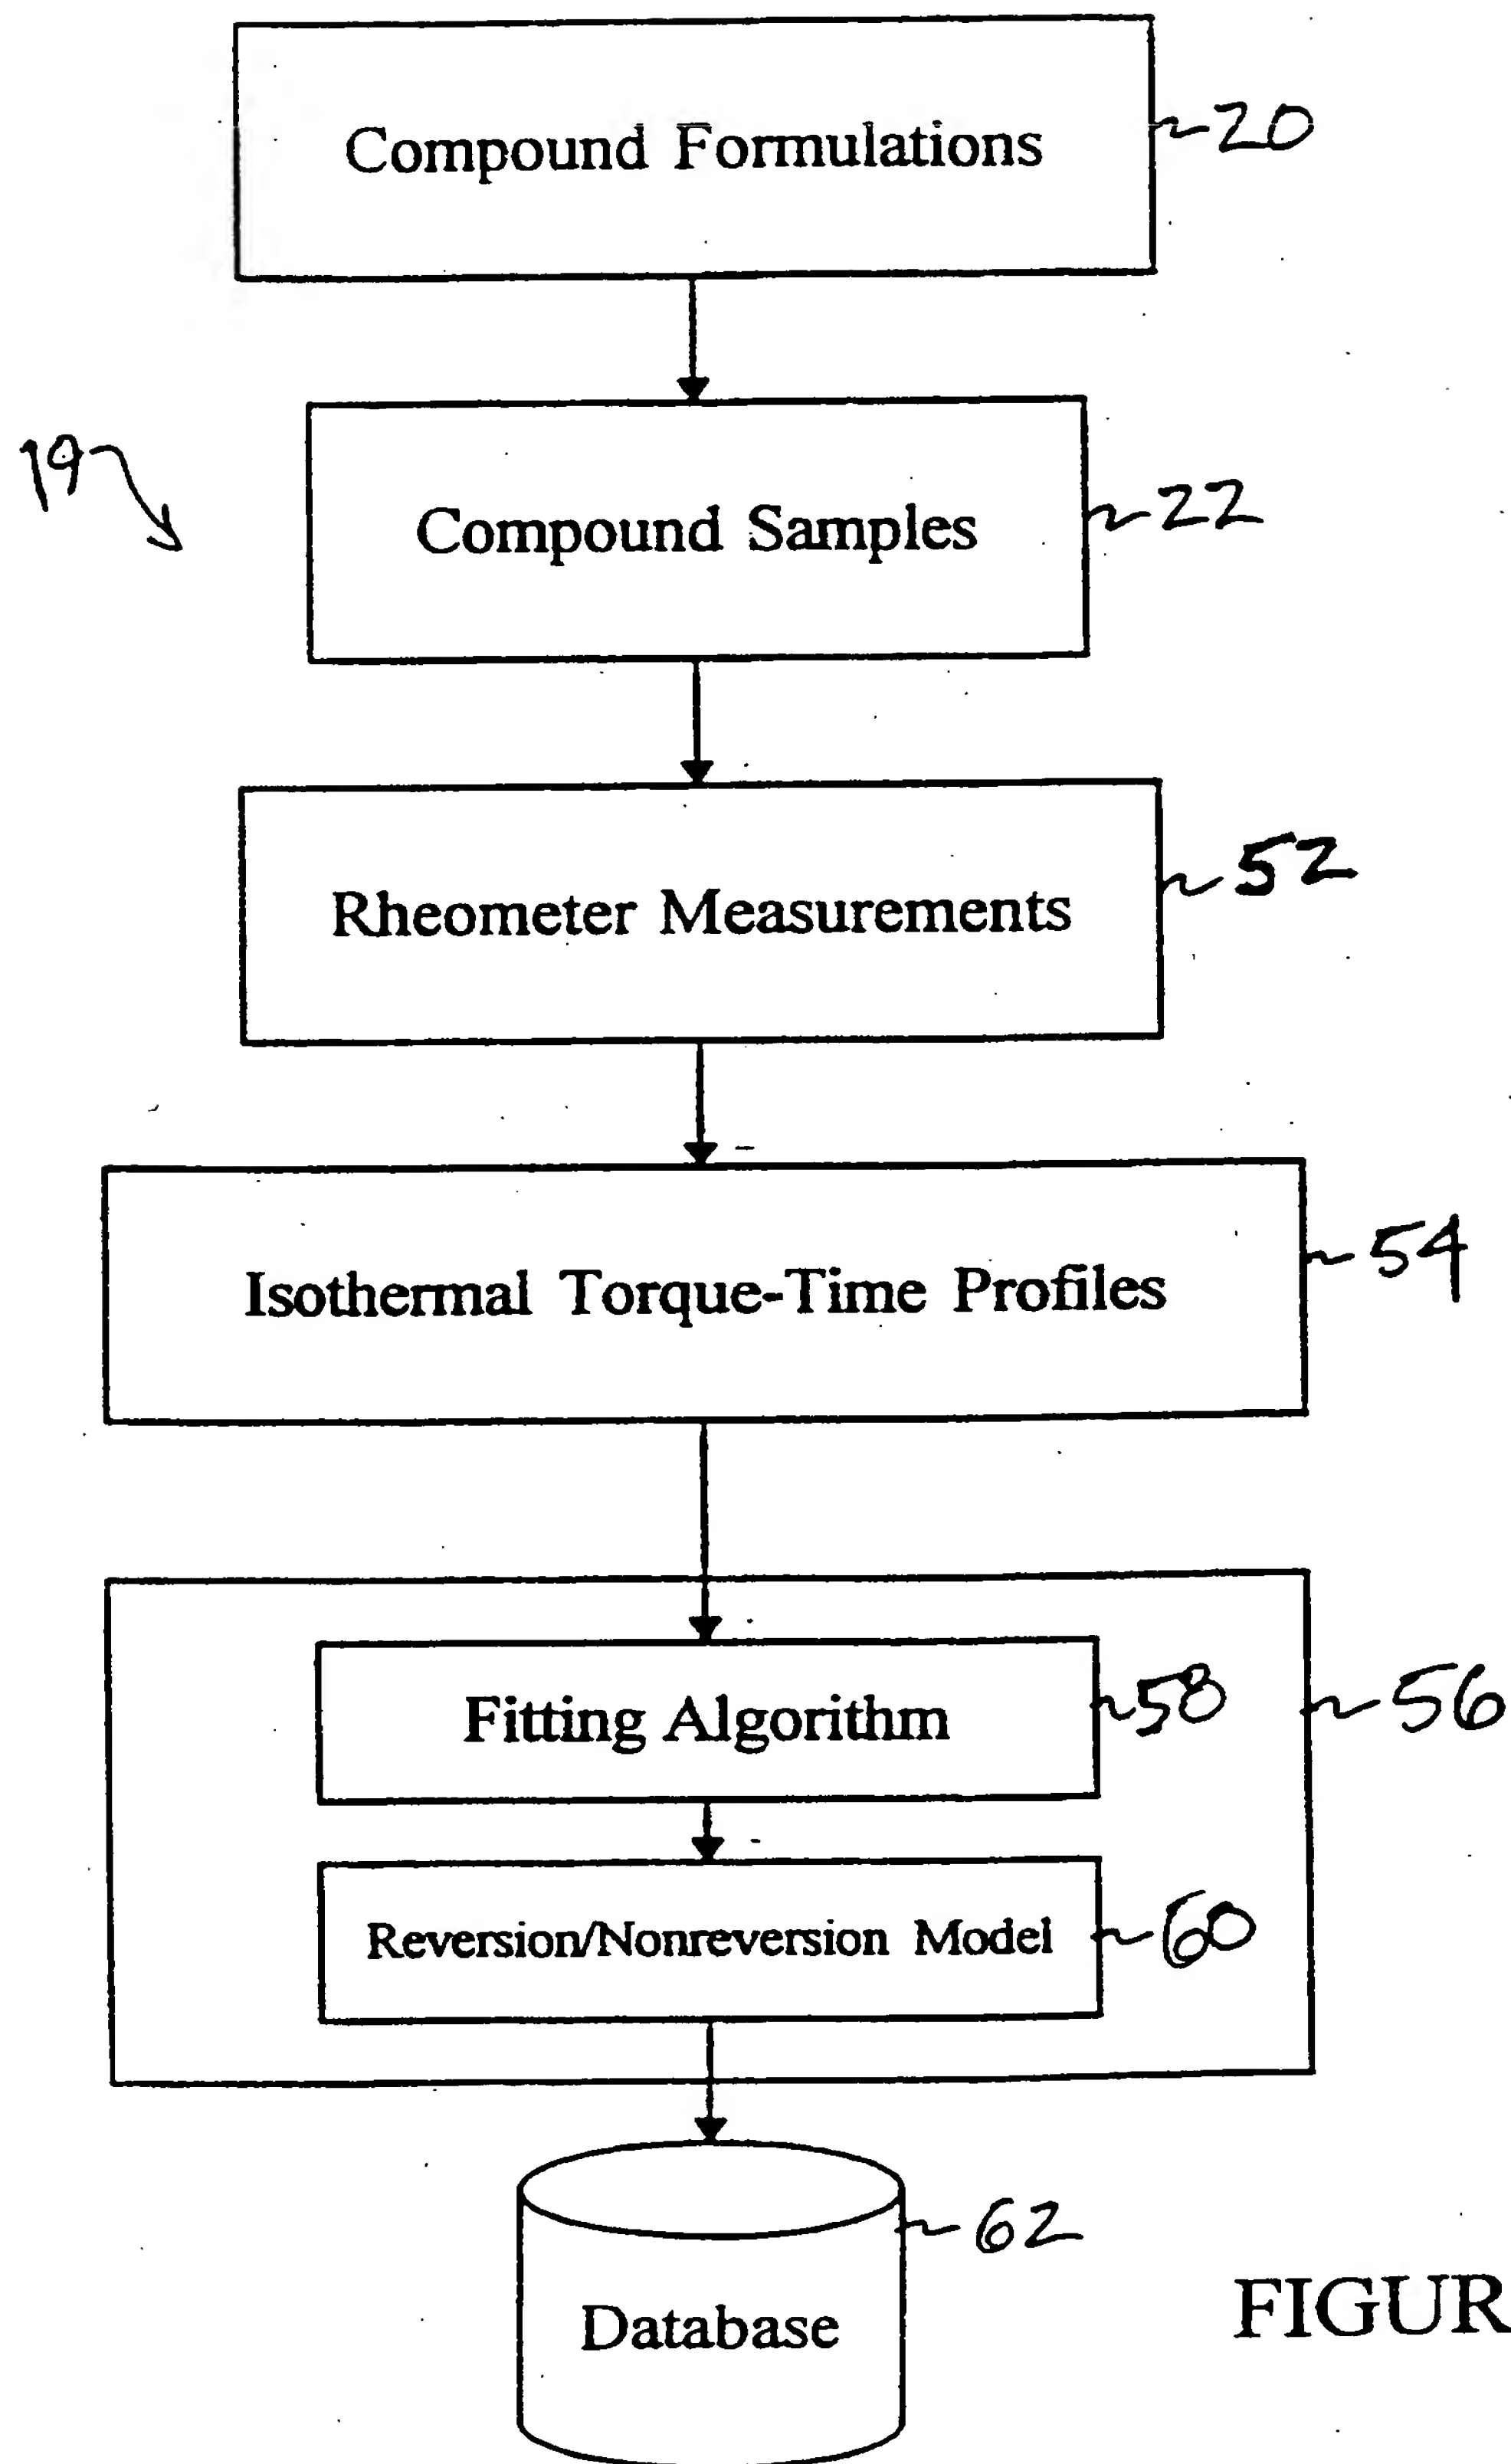 Compound Formulations
20
19
Compound Samples
22
Rheometer Measurements
52
Isothermal Torque-Time Profiles
54
Fitting Algorithm
58
56
Reversion/Nonreversion Model
60
62
Database
FIGUR